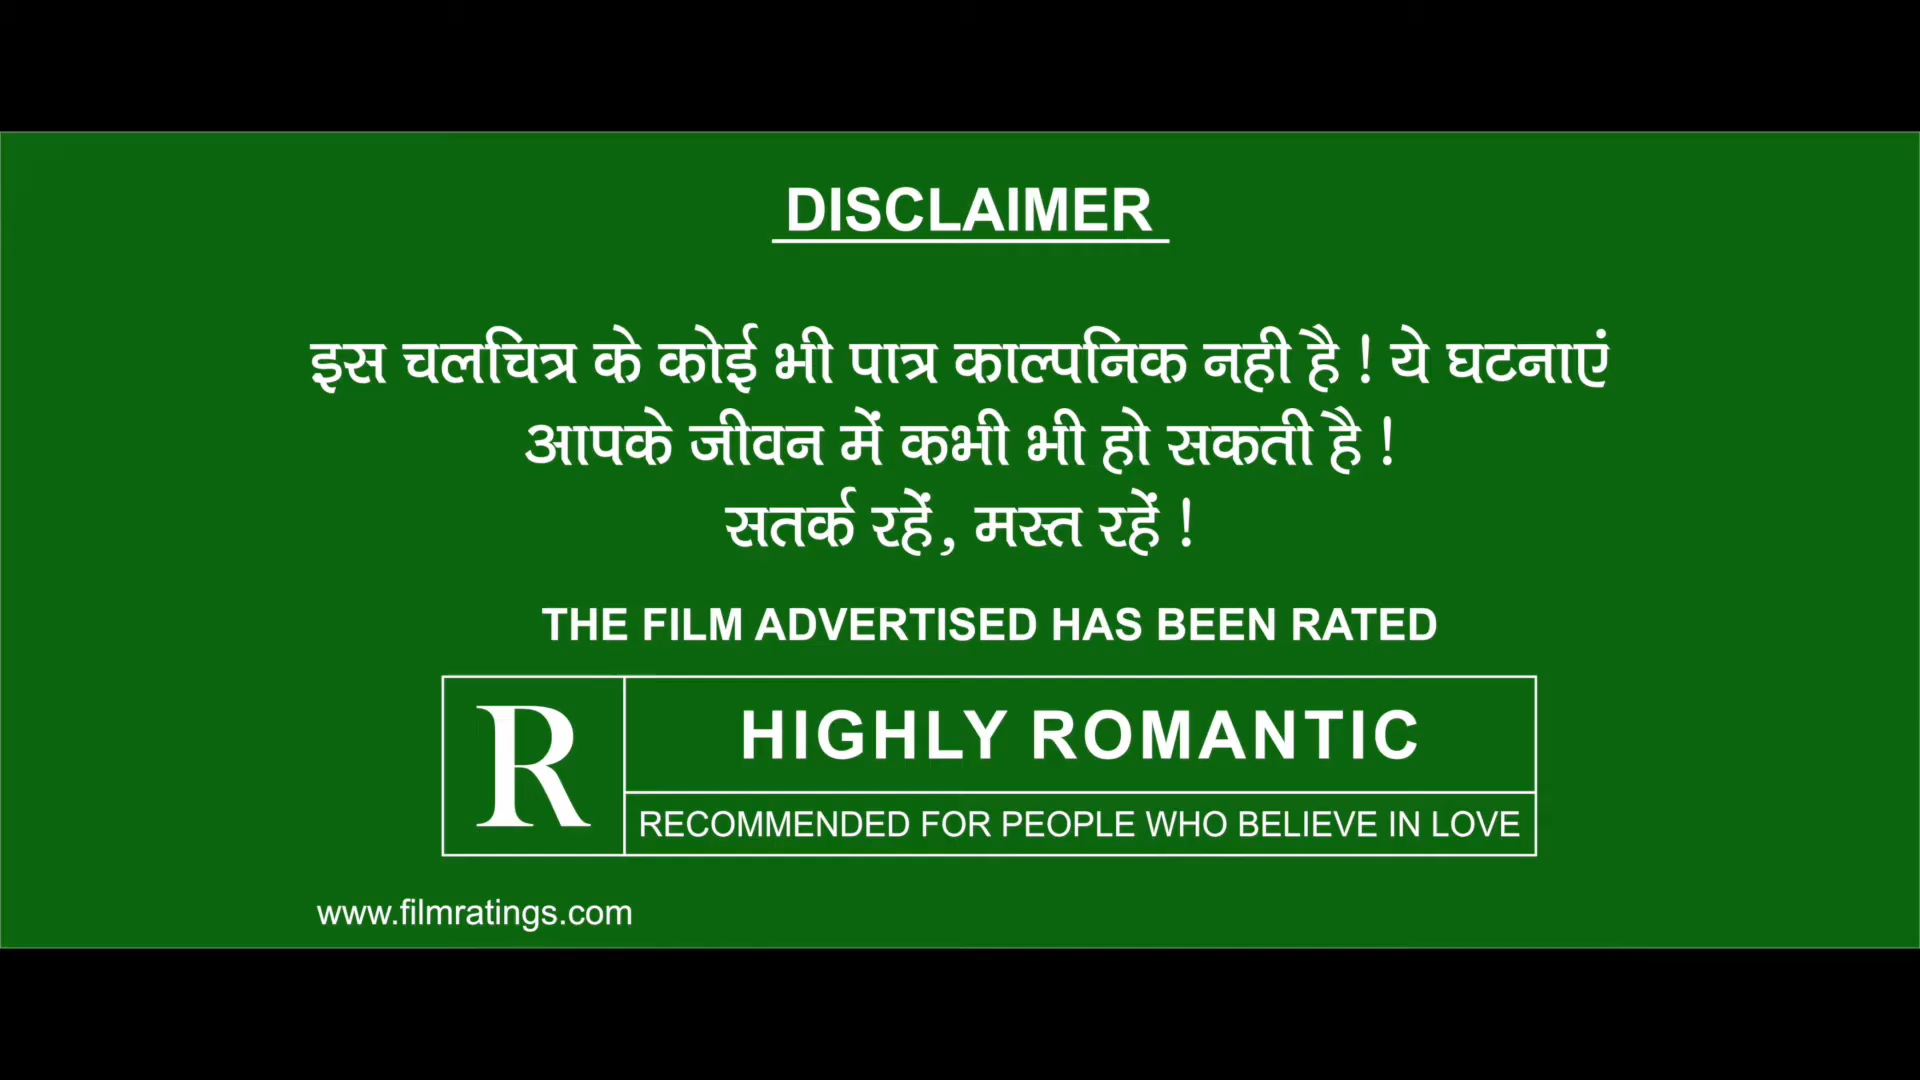 DISCLAIMER
इस चलचित्र के कोई भी पात्र काल्पनिक नही है ! ये घटनाएं
आपके जीवन में कभी भी हो सकती है !
सतर्क रहें, मस्त रहें !
THE FILM ADVERTISED HAS BEEN RATED
R
HIGHLY ROMANTIC
RECOMMENDED FOR PEOPLE WHO BELIEVE IN LOVE
www.filmratings.com